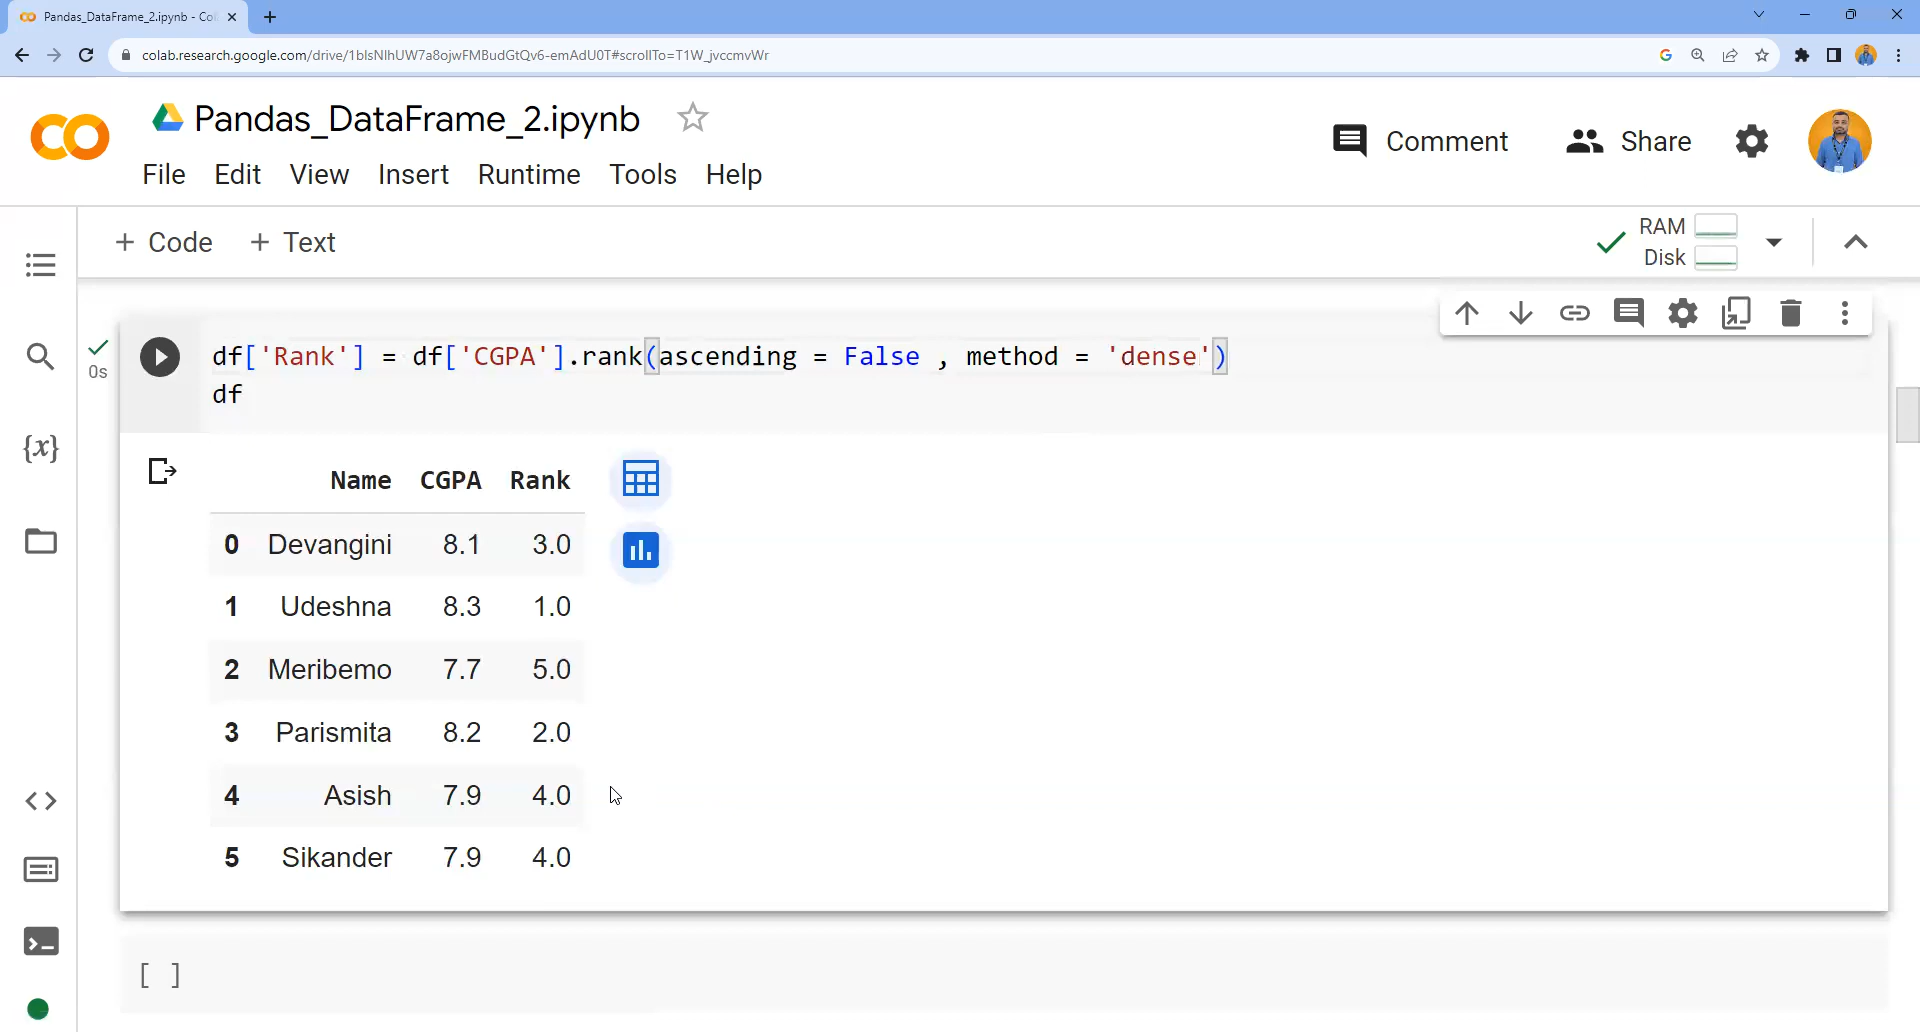 Pandas_DataFrame_2.ipynb - Col
colab.research.google.com/drive/1bIsNIhUW7a8ojwFMBudGtQv6-emAdU0T#scrollTo=T1W_jvccmvWr
Pandas_DataFrame_2.ipynb
Comment Share
File Edit View Insert Runtime Tools Help
+ Code + Text
RAM
Disk
df['Rank'] = df['CGPA'].rank(ascending = False , method = 'dense')
0s
df
{x}
Name CGPA Rank
0 Devangini 8.1 3.0
1 Udeshna 8.3 1.0
2 Meribemo 7.7 5.0
3 Parismita 8.2 2.0
4 Asish 7.9 4.0
5 Sikander 7.9 4.0
[ ]